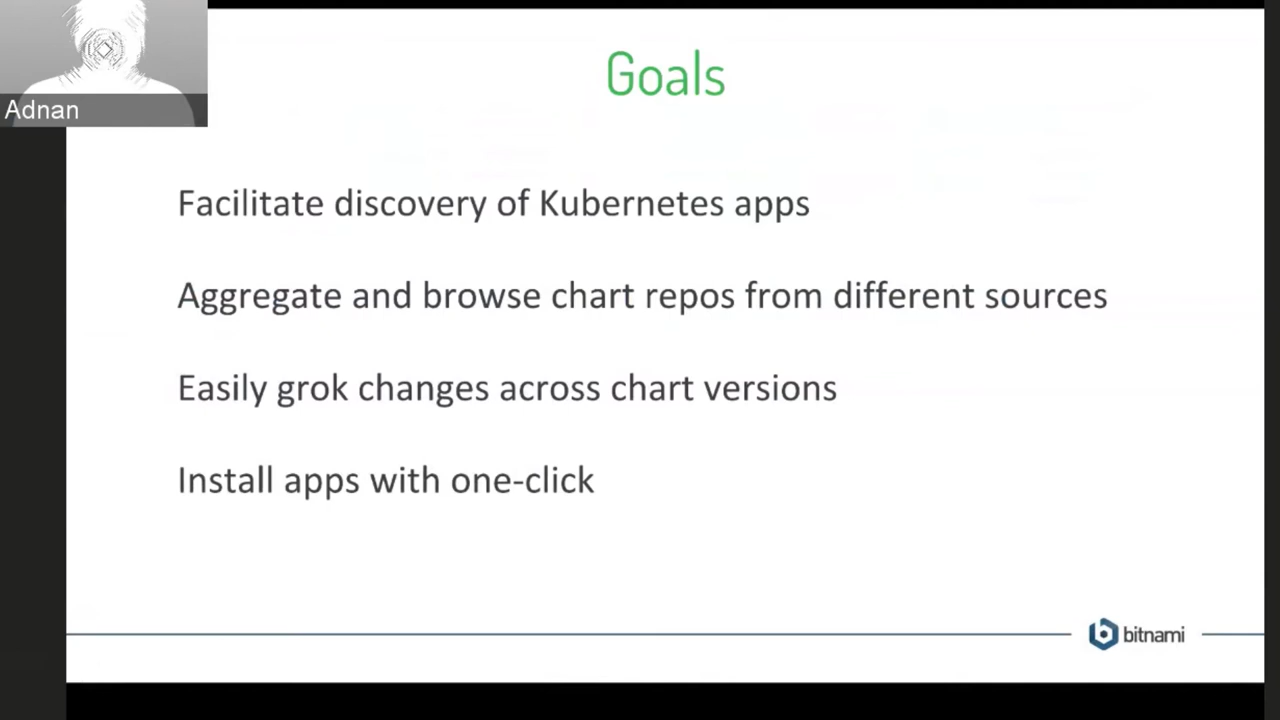 Adnan
Goals
Facilitate discovery of Kubernetes apps
Aggregate and browse chart repos from different sources
Easily grok changes across chart versions
Install apps with one-click
bitnami